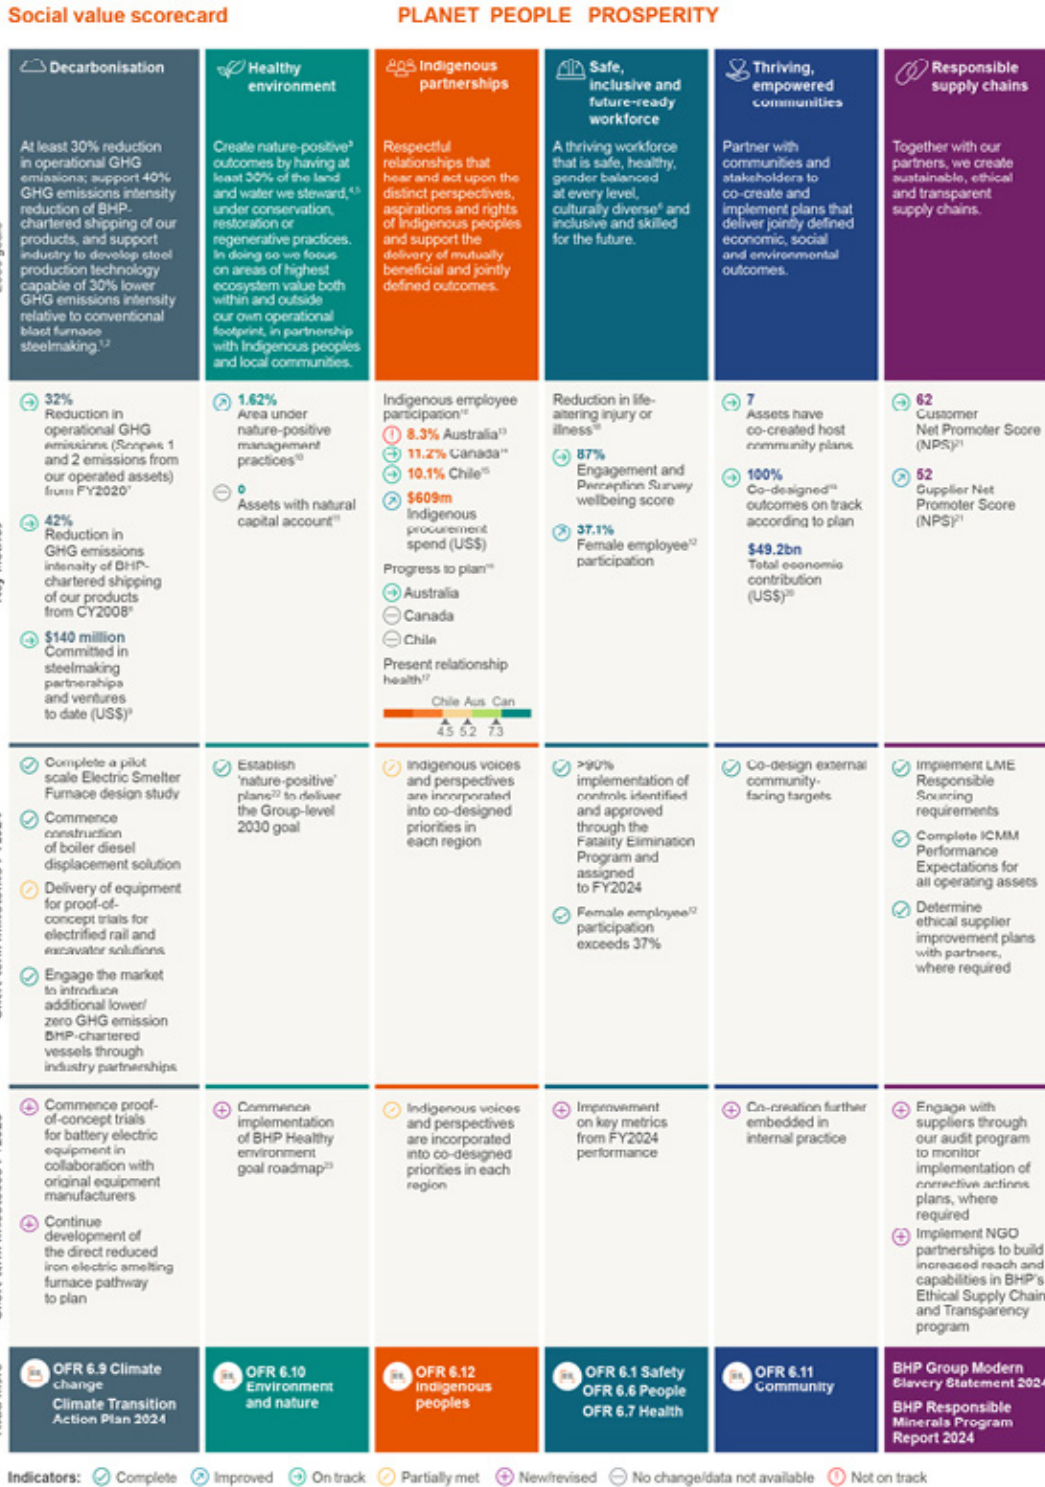 Social value scorecard
PLANET PEOPLE PROSPERITY
Decarbonisation
At least 30% reduction
in operational GHG
emissions; support 40%
GHG emissions intensity
reduction of BHP-
chartered shipping of our
products, and support
industry to develop steel
production technology
capable of 30% lower
GHG emissions intensity
relative to conventional
blast furnace
steelmaking.¹,²
Healthy
environment
Create nature-positive³
outcomes by having at
least 30% of the land
and water we steward,⁴,⁵
under conservation,
restoration or
regenerative practices.
In doing so we focus
on areas of highest
ecosystem value both
within and outside
our own operational
footprint, in partnership
with Indigenous peoples
and local communities.
Indigenous
partnerships
Respectful
relationships that
hear and act upon the
distinct perspectives,
aspirations and rights
of Indigenous peoples
and support the
delivery of mutually
beneficial and jointly
defined outcomes.
Safe,
inclusive and
future-ready
workforce
A thriving workforce
that is safe, healthy,
gender balanced
at every level,
culturally diverse⁶ and
inclusive and skilled
for the future.
Thriving,
empowered
communities
Partner with
communities and
stakeholders to
co-create and
implement plans that
deliver jointly defined
economic, social
and environmental
outcomes.
Responsible
supply chains
Together with our
partners, we create
sustainable, ethical
and transparent
supply chains.
32%
Reduction in
operational GHG
emissions (Scopes 1
and 2 emissions from
our operated assets)
from FY2020⁷
42%
Reduction in
GHG emissions
intensity of BHP-
chartered shipping
of our products
from CY2008⁸
$140 million
Committed in
steelmaking
partnerships
and ventures
to date (US$)⁹
1.62%
Area under
nature-positive
management
practices¹⁰
0
Assets with natural
capital account¹¹
Indigenous employee
participation¹²
8.3% Australia¹³
11.2% Canada¹⁴
10.1% Chile¹⁵
$609m
Indigenous
procurement
spend (US$)
Progress to plan¹⁶
Australia
Canada
Chile
Present relationship
health¹⁷
Chile Aus Can
4.5 5.2 7.3
Reduction in life-
altering injury or
illness¹⁸
87%
Engagement and
Perception Survey
wellbeing score
37.1%
Female employee¹²
participation
7
Assets have
co-created host
community plans
100%
Co-designed¹⁹
outcomes on track
according to plan
$49.2bn
Total economic
contribution
(US$)²⁰
62
Customer
Net Promoter Score
(NPS)²¹
52
Supplier Net
Promoter Score
(NPS)²¹
Complete a pilot
scale Electric Smelter
Furnace design study
Commence
construction
of boiler diesel
displacement solution
Delivery of equipment
for proof-of-
concept trials for
electrified rail and
excavator solutions
Engage the market
to introduce
additional lower/
zero GHG emission
BHP-chartered
vessels through
industry partnerships
Establish
'nature-positive'
plans²² to deliver
the Group-level
2030 goal
Indigenous voices
and perspectives
are incorporated
into co-designed
priorities in
each region
>90%
implementation of
controls identified
and approved
through the
Fatality Elimination
Program and
assigned
to FY2024
Female employee¹²
participation
exceeds 37%
Co-design external
community-
facing targets
Implement LME
Responsible
Sourcing
requirements
Complete ICMM
Performance
Expectations for
all operating assets
Determine
ethical supplier
improvement plans
with partners,
where required
Commence proof-
of-concept trials
for battery electric
equipment in
collaboration with
original equipment
manufacturers
Continue
development of
the direct reduced
iron electric smelting
furnace pathway
to plan
Commence
implementation
of BHP Healthy
environment
goal roadmap²³
Indigenous voices
and perspectives
are incorporated
into co-designed
priorities in each
region
Improvement
on key metrics
from FY2024
performance
Co-creation further
embedded in
internal practice
Engage with
suppliers through
our audit program
to monitor
implementation of
corrective actions
plans, where
required
Implement NGO
partnerships to build
increased reach and
capabilities in BHP's
Ethical Supply Chain
and Transparency
program
OFR 6.9 Climate
change
Climate Transition
Action Plan 2024
OFR 6.10
Environment
and nature
OFR 6.12
Indigenous
peoples
OFR 6.1 Safety
OFR 6.6 People
OFR 6.7 Health
OFR 6.11
Community
BHP Group Modern
Slavery Statement 2024
BHP Responsible
Minerals Program
Report 2024
Indicators: Complete Improved On track Partially met New/revised No change/data not available Not on track